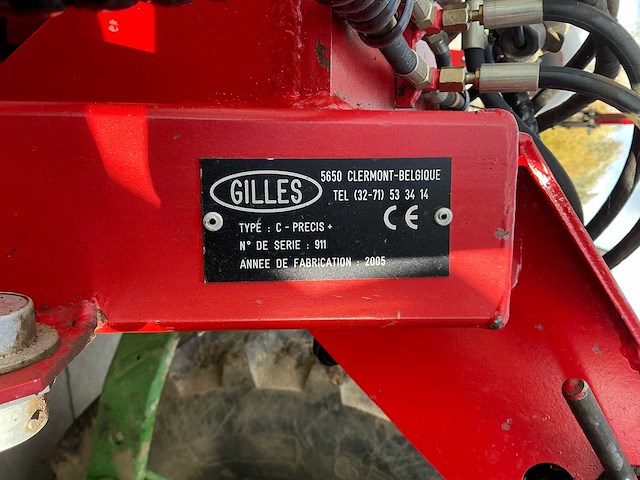 GILLES
5650 CLERMONT-BELGIQUE
TEL (32-71) 53 34 14
CE
TYPE : C - PRECIS +
N° DE SERIE : 911
ANNEE DE FABRICATION : 2005